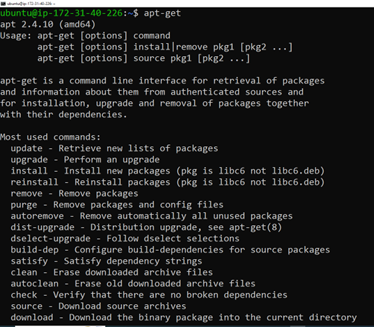 ubuntu@ip-172-31-40-226: ~
ubuntu@ip-172-31-40-226:~$ apt-get
apt 2.4.10 (amd64)
Usage: apt-get [options] command
       apt-get [options] install|remove pkg1 [pkg2 ...]
       apt-get [options] source pkg1 [pkg2 ...]

apt-get is a command line interface for retrieval of packages
and information about them from authenticated sources and
for installation, upgrade and removal of packages together
with their dependencies.

Most used commands:
  update - Retrieve new lists of packages
  upgrade - Perform an upgrade
  install - Install new packages (pkg is libc6 not libc6.deb)
  reinstall - Reinstall packages (pkg is libc6 not libc6.deb)
  remove - Remove packages
  purge - Remove packages and config files
  autoremove - Remove automatically all unused packages
  dist-upgrade - Distribution upgrade, see apt-get(8)
  dselect-upgrade - Follow dselect selections
  build-dep - Configure build-dependencies for source packages
  satisfy - Satisfy dependency strings
  clean - Erase downloaded archive files
  autoclean - Erase old downloaded archive files
  check - Verify that there are no broken dependencies
  source - Download source archives
  download - Download the binary package into the current directory